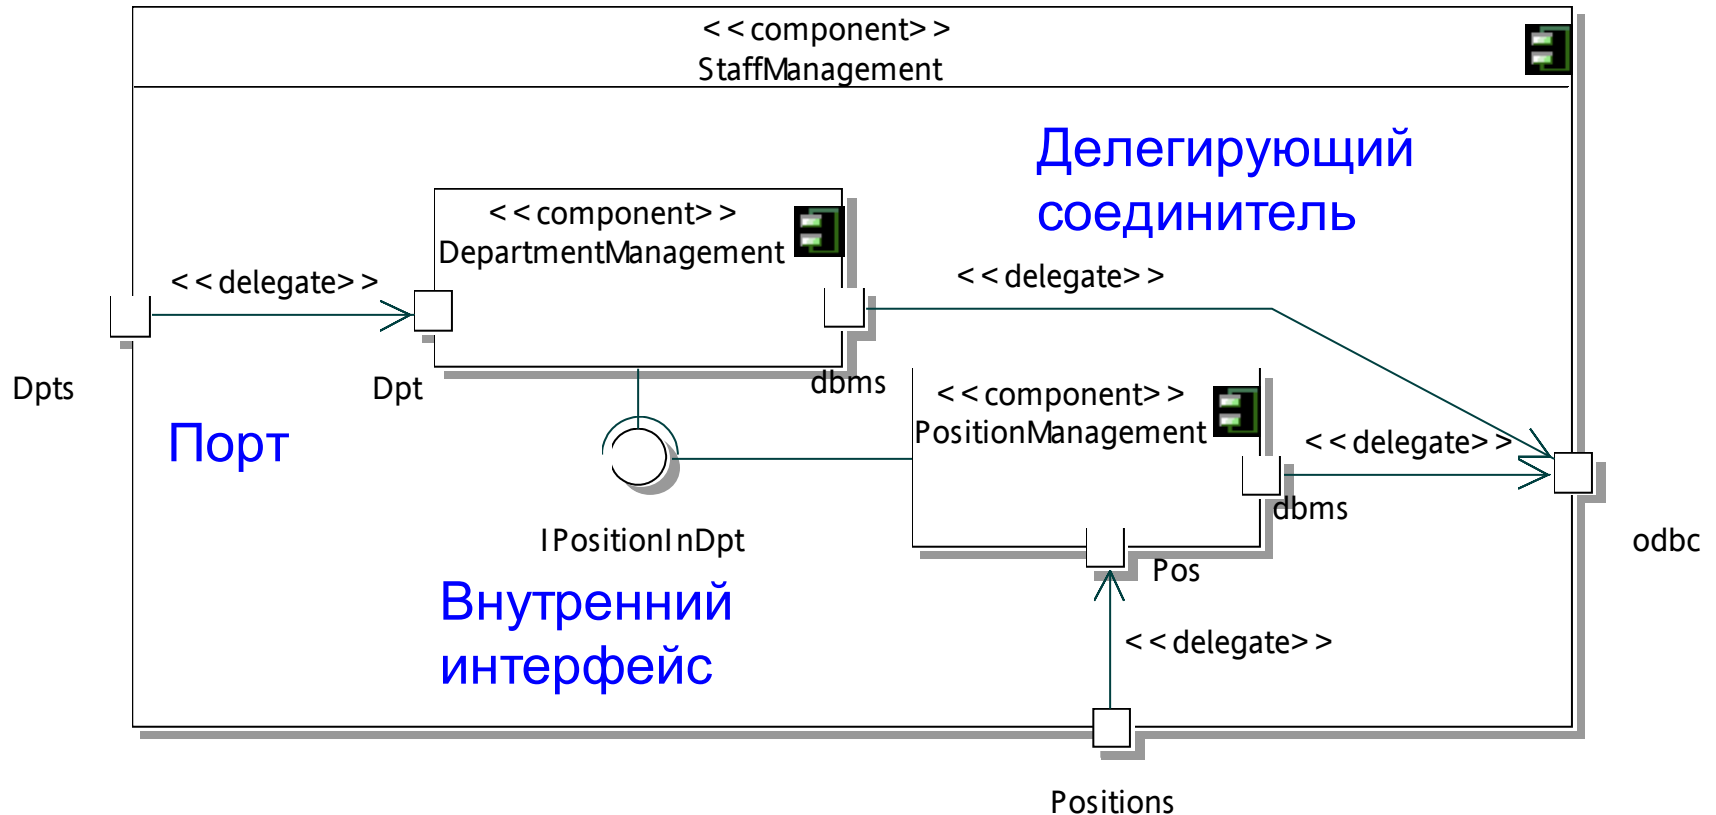 <<component>>
StaffManagement
Делегирующий
соединитель
<<component>>
DepartmentManagement
<<delegate>>
<<delegate>>
Dpts
Dpt
dbms
<<component>>
PositionManagement
<<delegate>>
Порт
dbms
IPositionInDpt
odbc
Pos
Внутренний
интерфейс
<<delegate>>
Positions